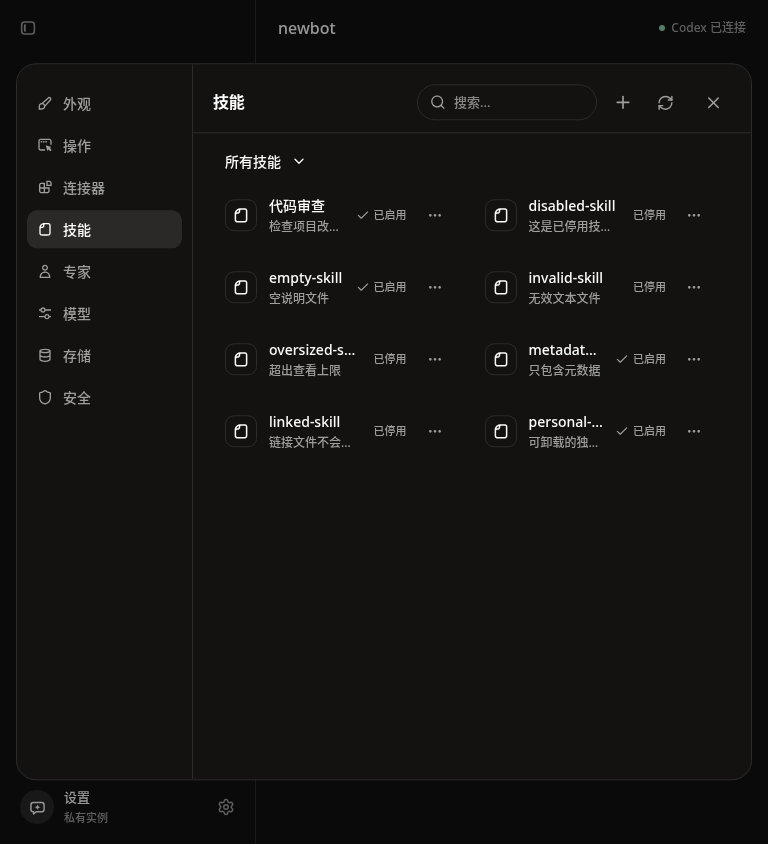 newbot
Codex 已连接
外观
操作
连接器
技能
专家
模型
存储
安全
技能
搜索...
所有技能
代码审查
检查项目改...
已启用
disabled-skill
这是已停用技...
已停用
empty-skill
空说明文件
已启用
invalid-skill
无效文本文件
已停用
oversized-s...
超出查看上限
已停用
metadat...
只包含元数据
已启用
linked-skill
链接文件不会...
已停用
personal-...
可卸载的独...
已启用
设置
私有实例